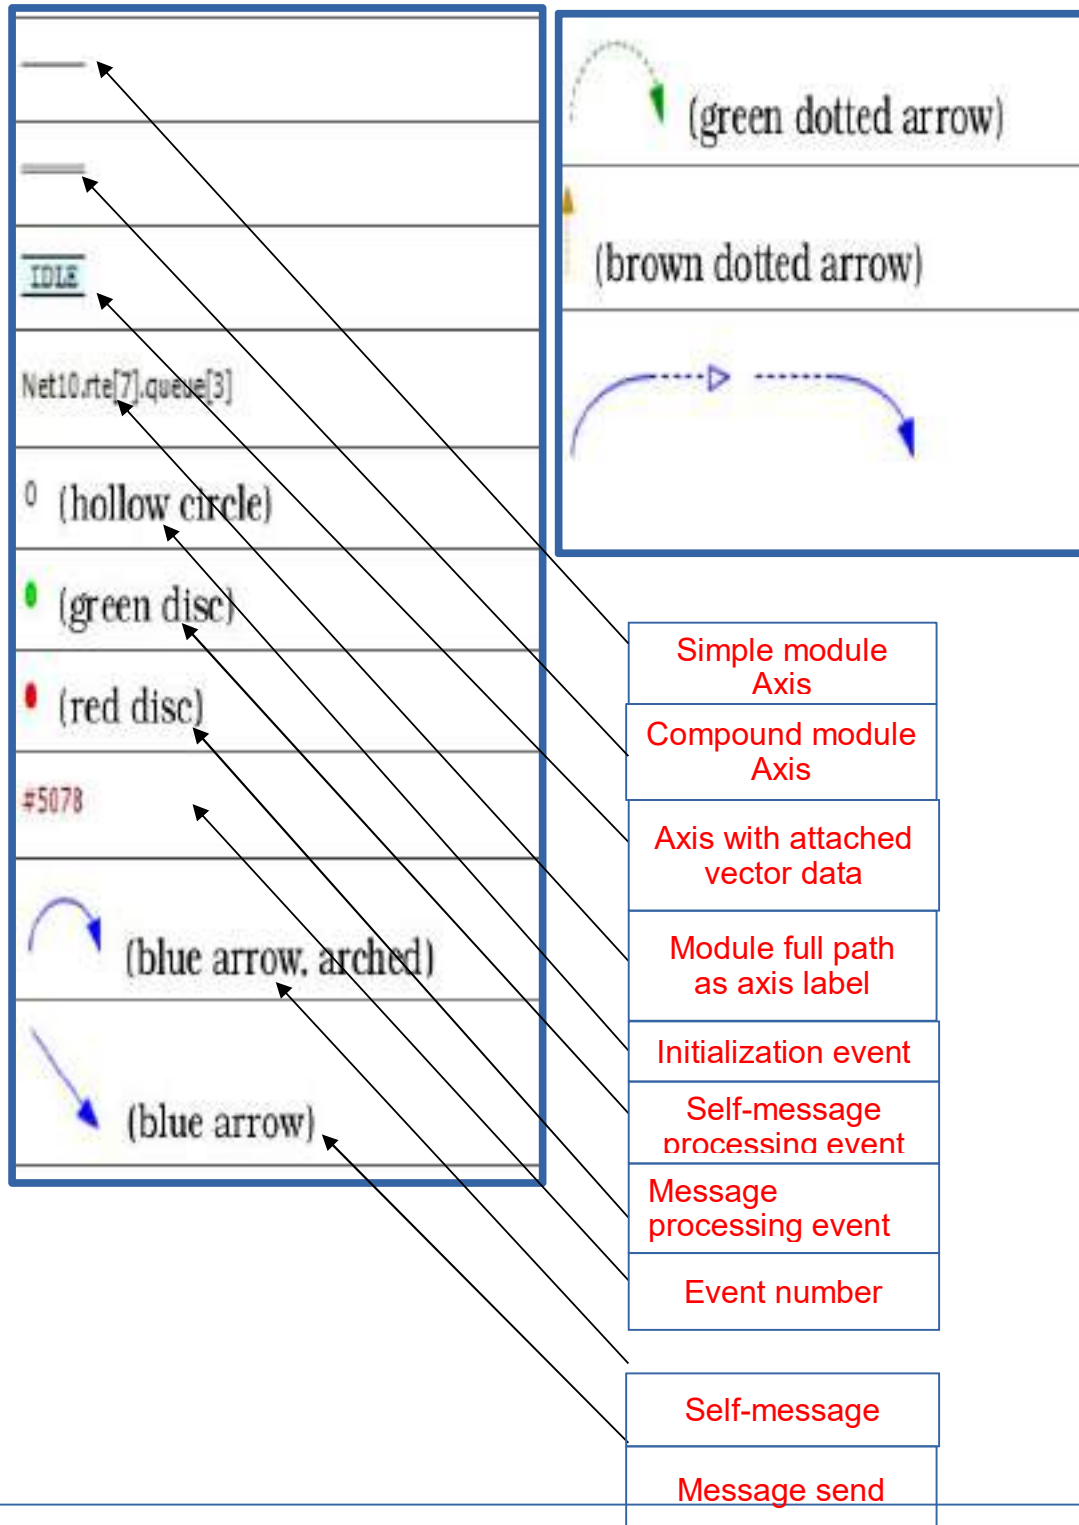 IDLE
Net10.rte[7].queue[3]
(hollow circle)
(green disc)
(red disc)
#5078
(blue arrow, arched)
(blue arrow)
(green dotted arrow)
(brown dotted arrow)
Simple module
Axis
Compound module
Axis
Axis with attached
vector data
Module full path
as axis label
Initialization event
Self-message
processing event
Message
processing event
Event number
Self-message
Message send